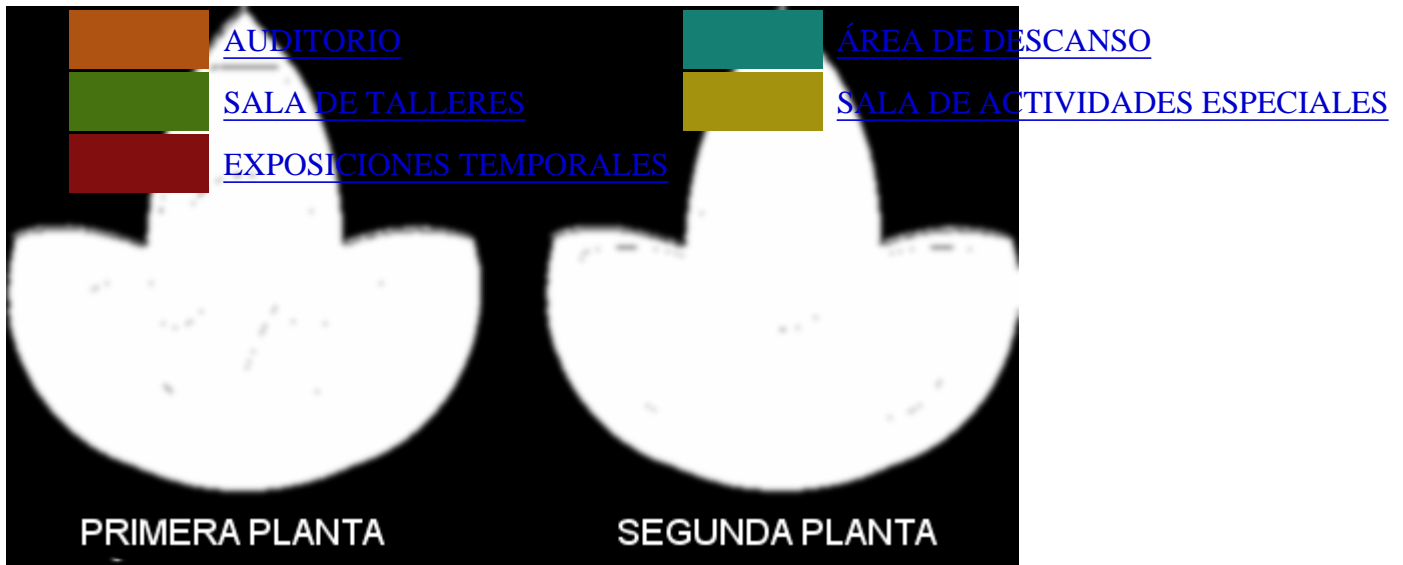 AUDITORIO
SALA DE TALLERES
EXPOSICIONES TEMPORALES
ÁREA DE DESCANSO
SALA DE ACTIVIDADES ESPECIALES
PRIMERA PLANTA
SEGUNDA PLANTA